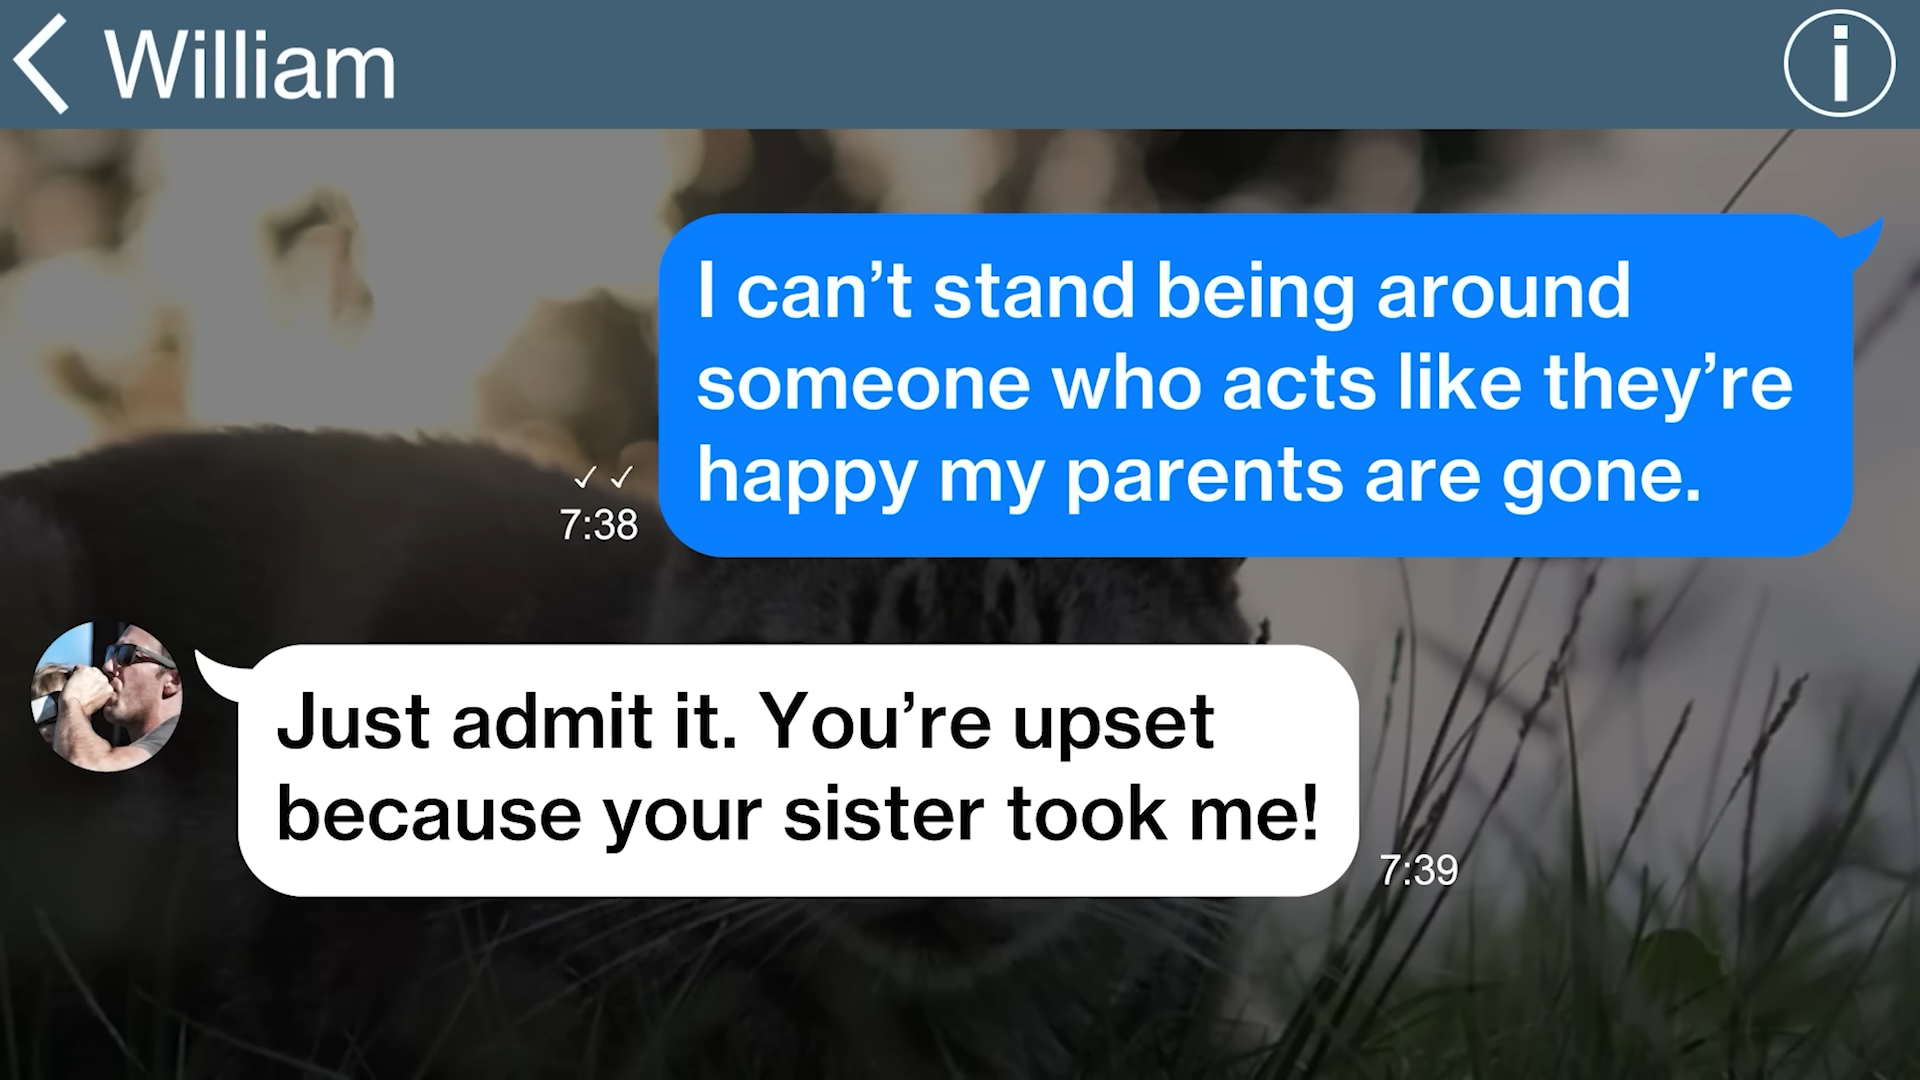 William
I can’t stand being around
someone who acts like they’re
happy my parents are gone.
✓ ✓
7:38
Just admit it. You’re upset
because your sister took me!
7:39